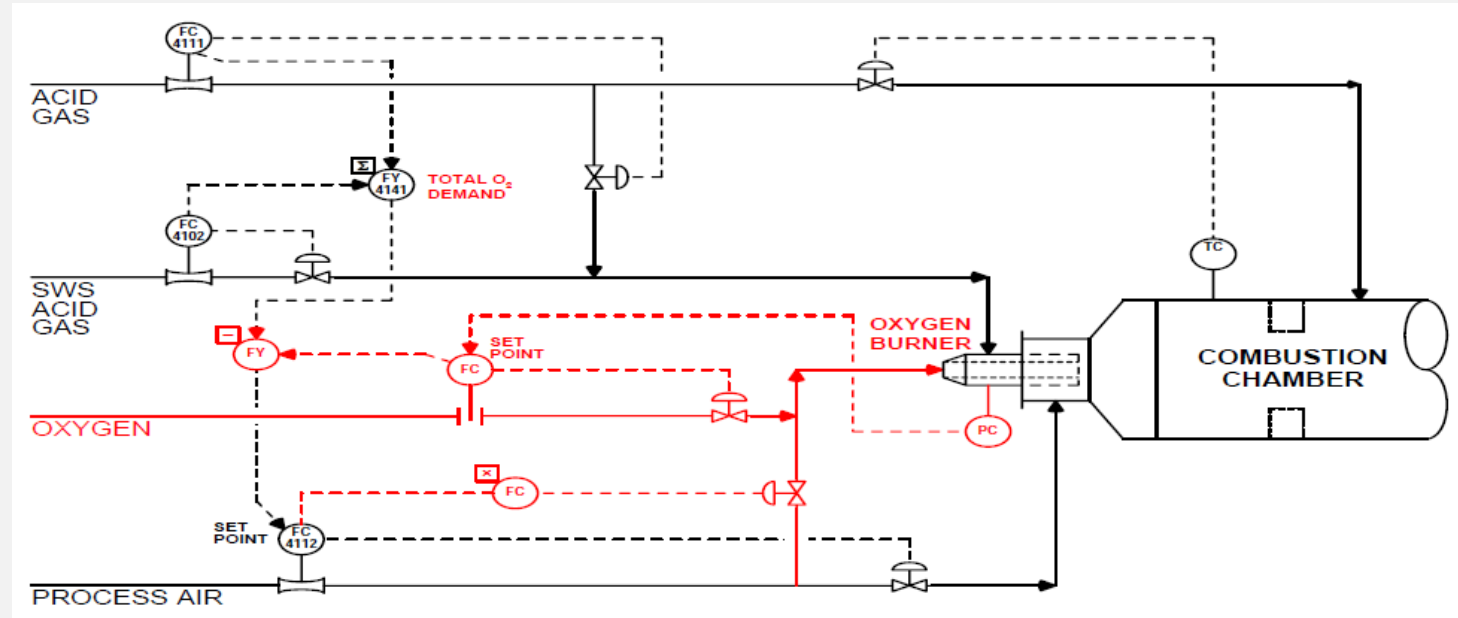 FC
4111
ACID
GAS
Σ
FY
4141
TOTAL O₂
DEMAND
FC
4102
TC
SWS
ACID
GAS
−
FY
SET
POINT
FC
OXYGEN
BURNER
COMBUSTION
CHAMBER
OXYGEN
PC
×
FC
SET
POINT
FC
4112
PROCESS AIR